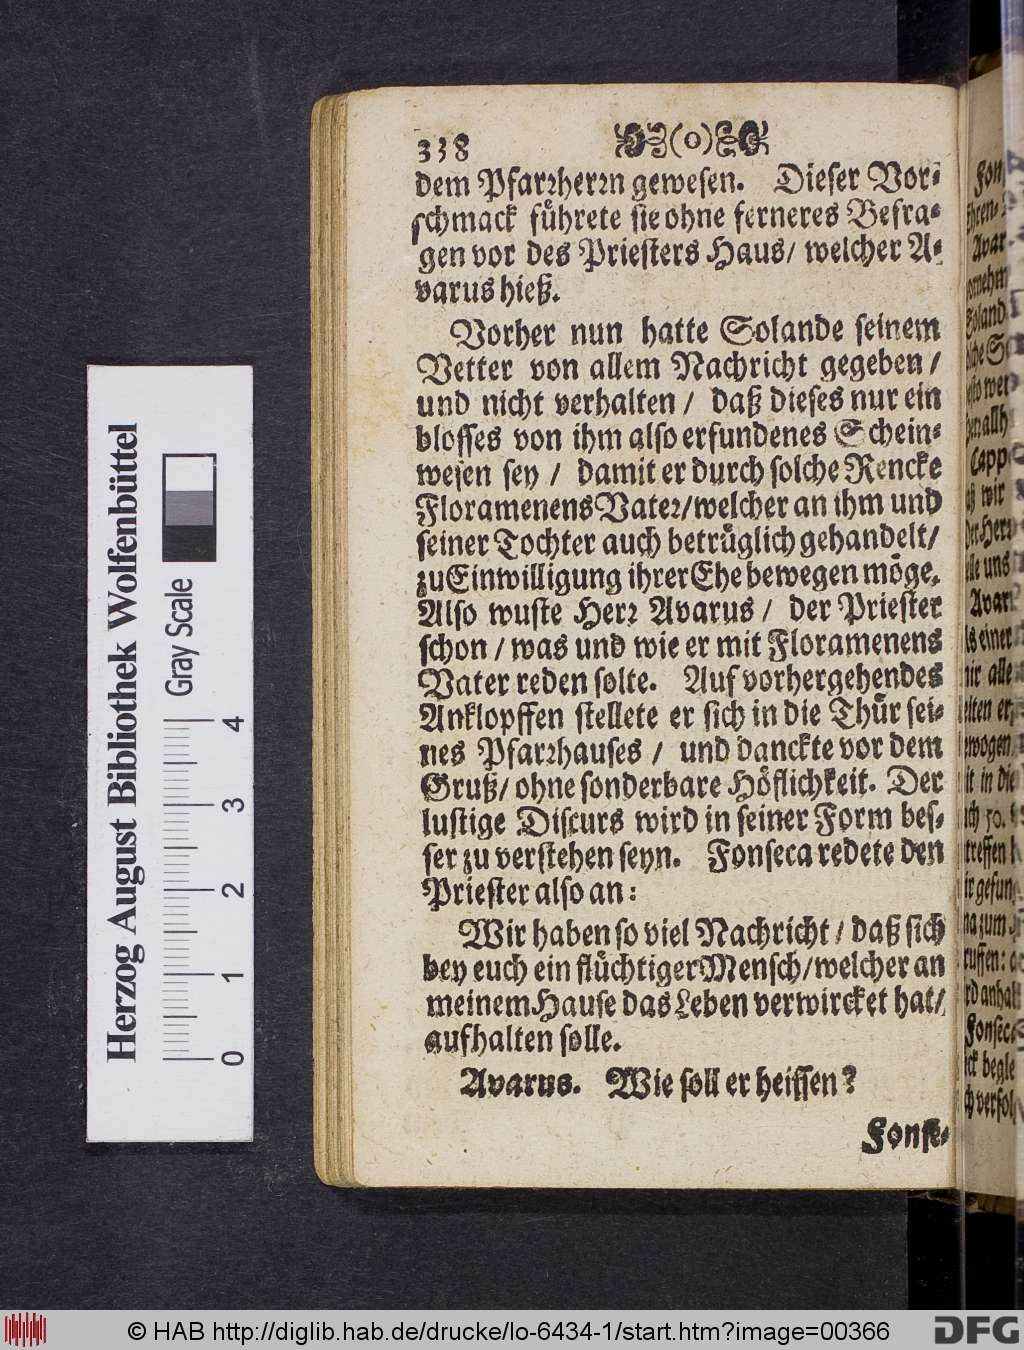 338 (o)
dem Pfarrherrn gewesen. Dieser Vor-
schmack führete sie ohne ferneres Befra-
gen vor des Priesters Haus/ welcher A-
varus hieß.
Vorher nun hatte Solande seinem
Vetter von allem Nachricht gegeben/
und nicht verhalten/ daß dieses nur ein
blosses von ihm also erfundenes Schein-
wesen sey/ damit er durch solche Rencke
Floramenens Vater/ welcher an ihm und
seiner Tochter auch betrüglich gehandelt/
zu Einwilligung ihrer Ehe bewegen möge.
Also wuste Herr Avarus/ der Priester
schon/ was und wie er mit Floramenens
Vater reden solte. Auf vorhergehendes
Anklopffen stellete er sich in die Thür sei-
nes Pfarrhauses/ und danckte vor dem
Gruß/ ohne sonderbare Höflichkeit. Der
lustige Discurs wird in seiner Form bes-
ser zu verstehen seyn. Fonseca redete den
Priester also an:
Wir haben so viel Nachricht/ daß sich
bey euch ein flüchtiger Mensch/ welcher an
meinem Hause das Leben verwircket hat/
aufhalten solle.
Avarus. Wie soll er heissen?
Fonse-
Herzog August Bibliothek Wolfenbüttel
Gray Scale
0 1 2 3 4
© HAB http://diglib.hab.de/drucke/lo-6434-1/start.htm?image=00366
DFG